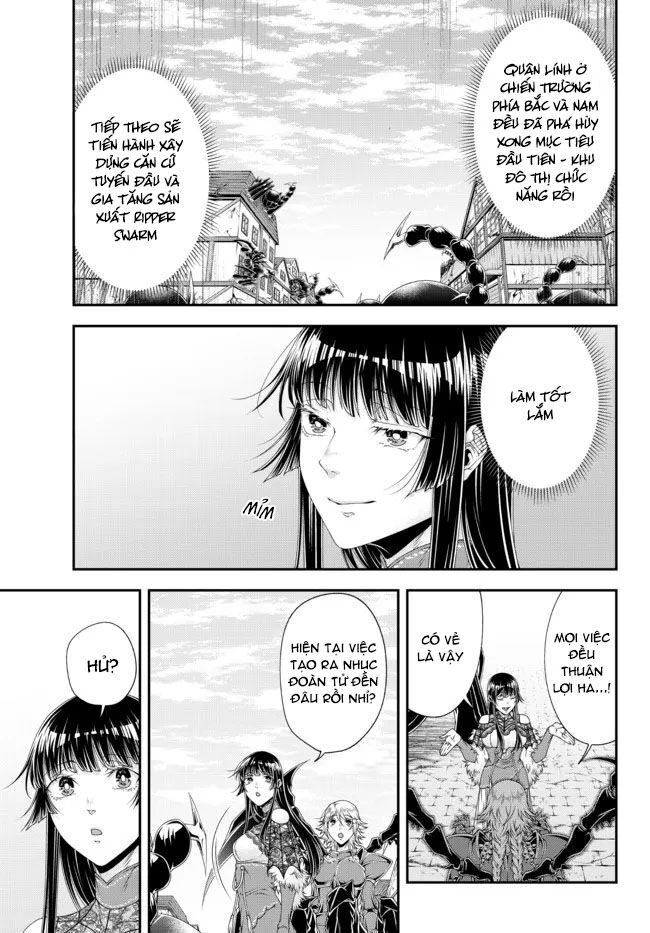 QUÂN LÍNH Ở
CHIẾN TRƯỜNG
PHÍA BẮC VÀ NAM
ĐỀU ĐÃ PHÁ HỦY
XONG MỤC TIÊU
ĐẦU TIÊN - KHU
ĐÔ THỊ CHỨC
NĂNG RỒI
TIẾP THEO SẼ
TIẾN HÀNH XÂY
DỰNG CĂN CỨ
TUYẾN ĐẦU VÀ
GIA TĂNG SẢN
XUẤT RIPPER
SWARM
LÀM TỐT
LẮM
MỈM
MỌI VIỆC
ĐỀU
THUẬN
LỢI HA...!
CÓ VẺ
LÀ VẬY
HIỆN TẠI VIỆC
TẠO RA NHỤC
ĐOÀN TỬ ĐẾN
ĐÂU RỒI NHỈ?
HỬ?